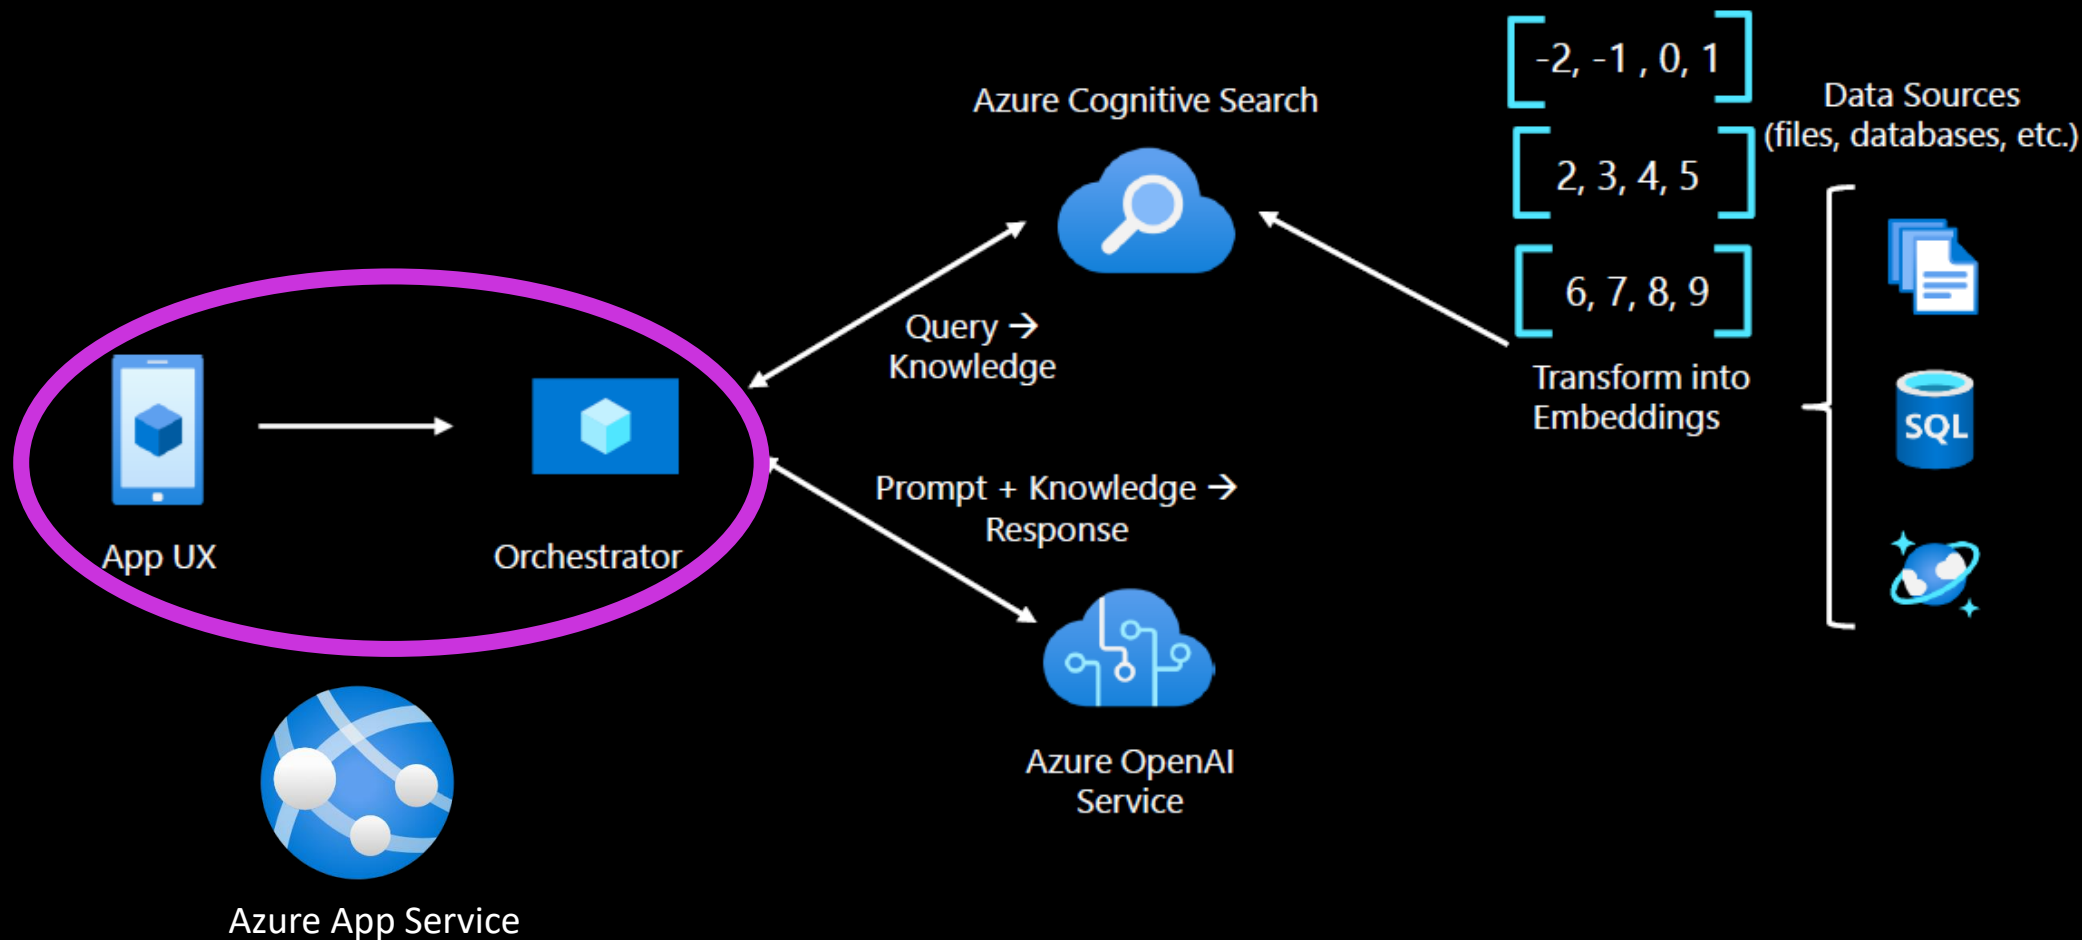 App UX
Orchestrator
Azure App Service
Azure Cognitive Search
Query →
Knowledge
Prompt + Knowledge →
Response
Azure OpenAI
Service
-2, -1 , 0, 1
2, 3, 4, 5
6, 7, 8, 9
Transform into
Embeddings
Data Sources
(files, databases, etc.)
SQL